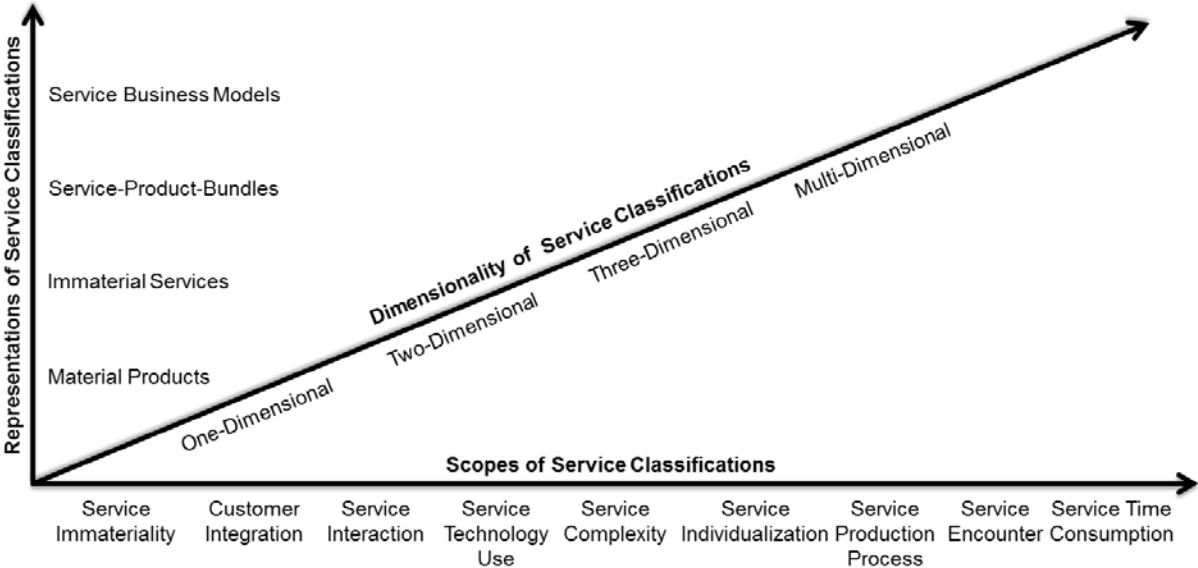 Representations of Service Classifications
Service Business Models
Service-Product-Bundles
Immaterial Services
Material Products
Dimensionality of Service Classifications
One-Dimensional
Two-Dimensional
Three-Dimensional
Multi-Dimensional
Scopes of Service Classifications
Service
Immateriality
Customer
Integration
Service
Interaction
Service
Technology
Use
Service
Complexity
Service
Individualization
Service
Production
Process
Service
Encounter
Service Time
Consumption